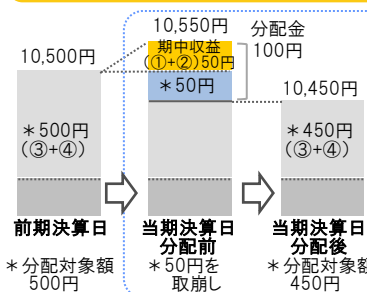 10,550円
分配金
100円
10,500円
期中収益
(①+②)50円
＊50円
10,450円
＊500円
(③+④)
＊450円
(③+④)
前期決算日
当期決算日
分配前
当期決算日
分配後
＊分配対象額
500円
＊50円を
取崩し
＊分配対象額
450円